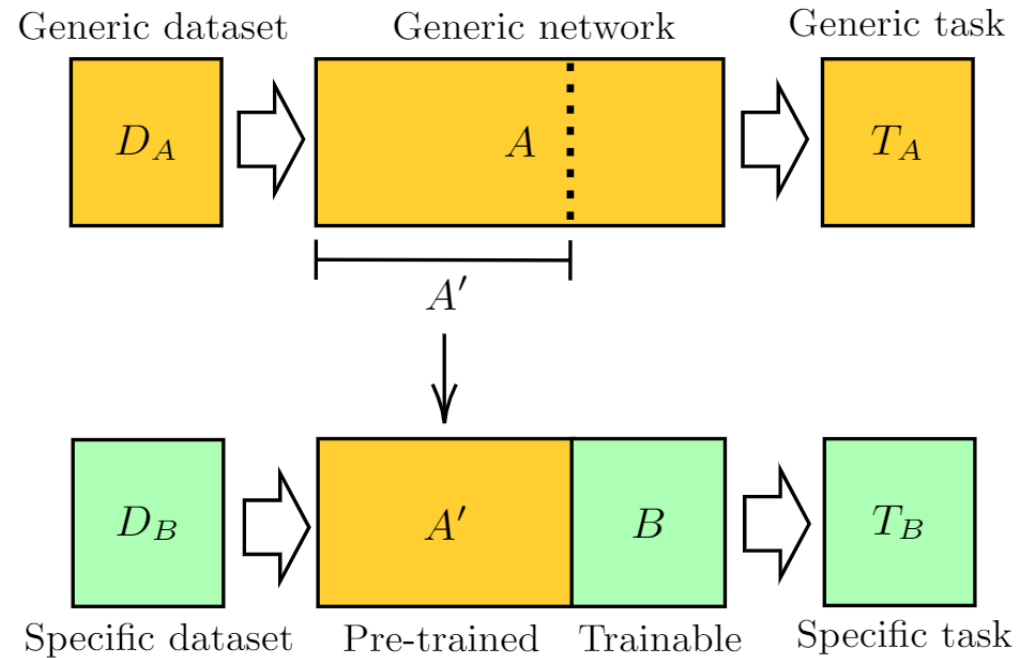 Generic dataset Generic network Generic task
D_A A T_A
A′
D_B A′ B T_B
Specific dataset Pre-trained Trainable Specific task